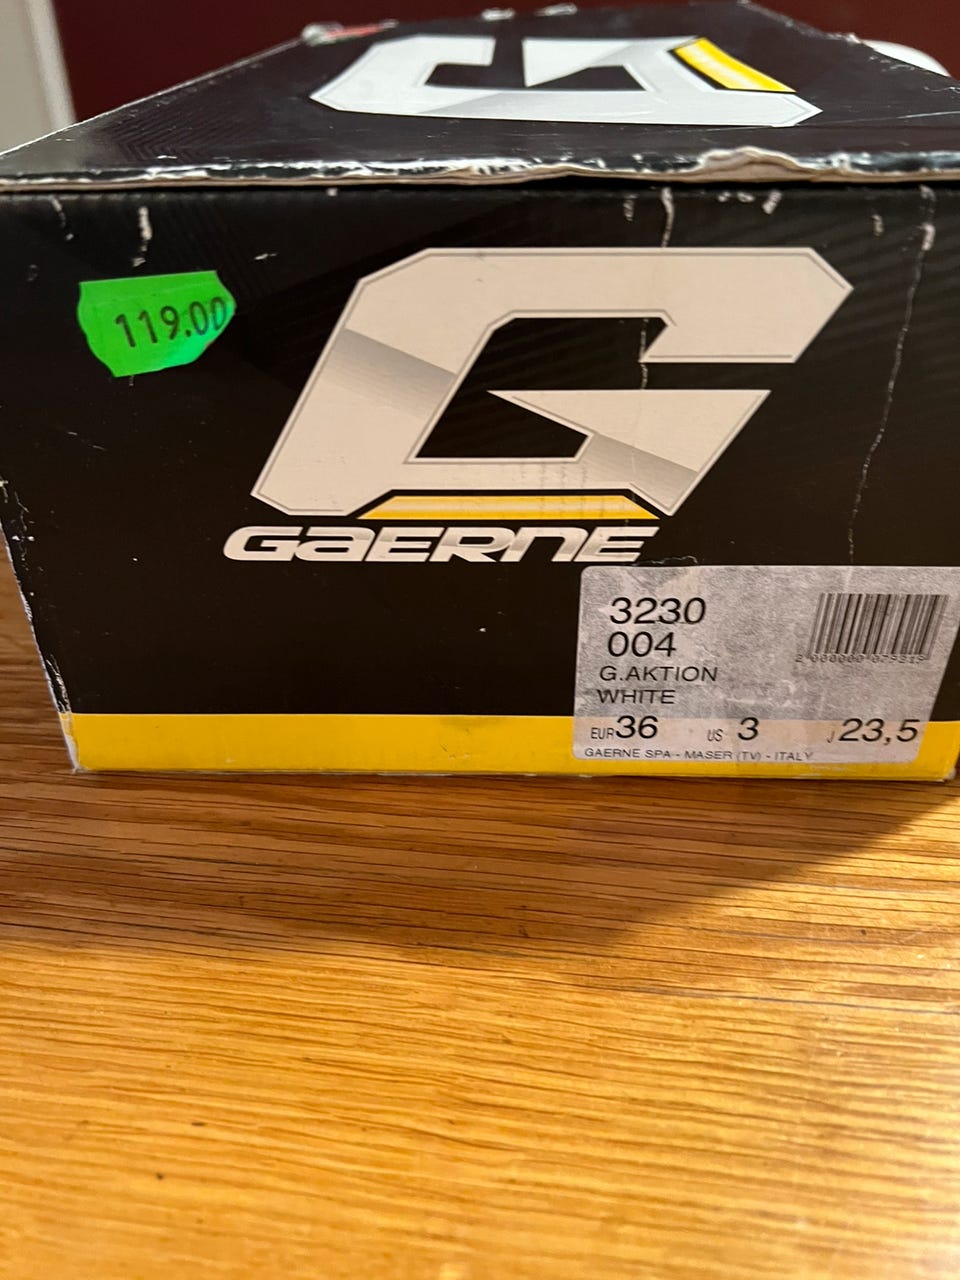 119.00
G
GAERNE
3230
004
G.AKTION
WHITE
EUR 36 US 3 J 23,5
GAERNE SPA - MASER (TV) - ITALY